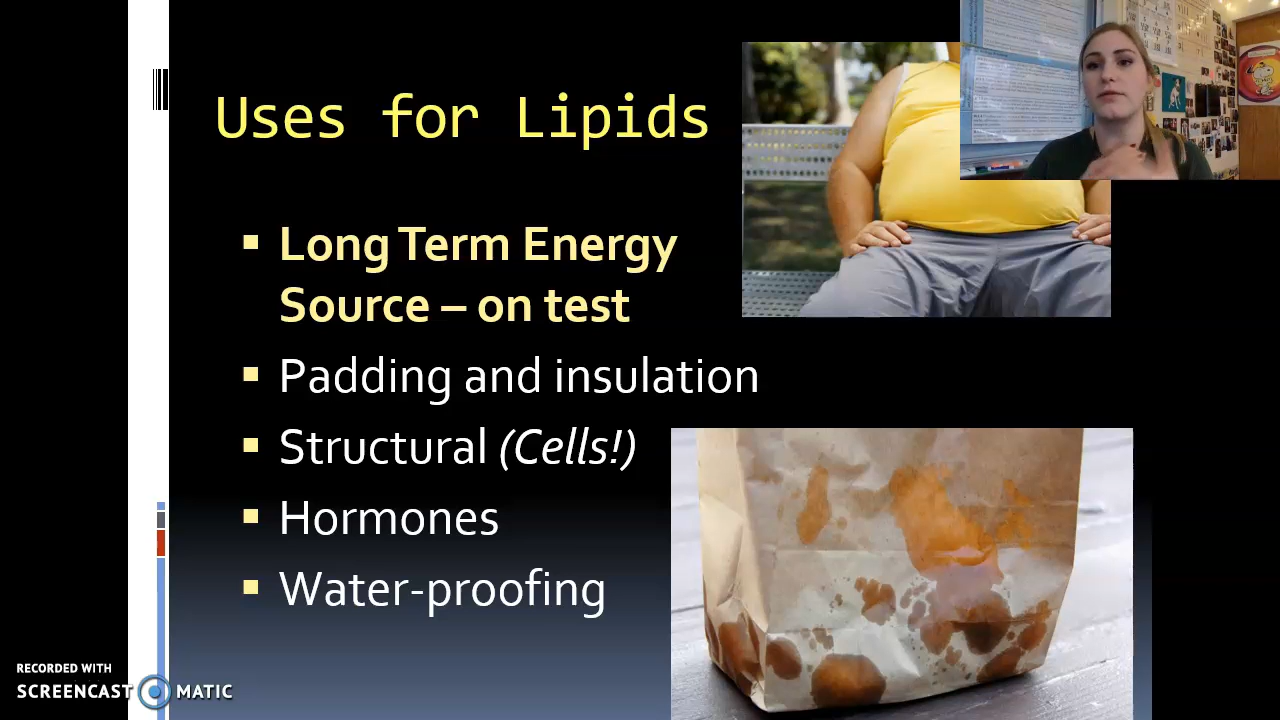 Uses for Lipids
Long Term Energy
Source – on test
Padding and insulation
Structural (Cells!)
Hormones
Water-proofing
RECORDED WITH
SCREENCAST MATIC